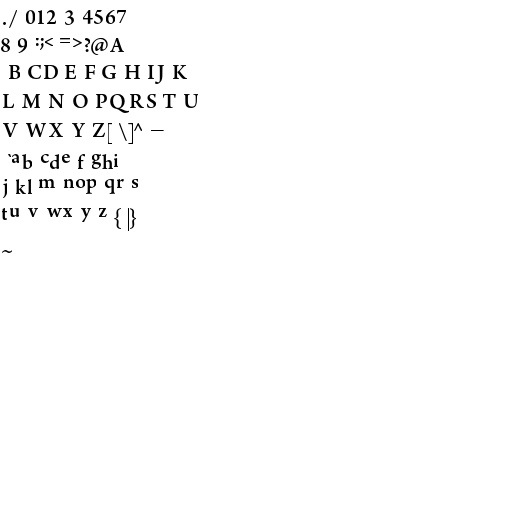 ./ 012 3 4567
8 9 :;< =>?@A
B CD E F G H IJ K
L M N O PQRS T U
V WX Y Z[ \]^ _
`ab cde f ghi
j kl m nop qr s
tu v wx y z { |}
~